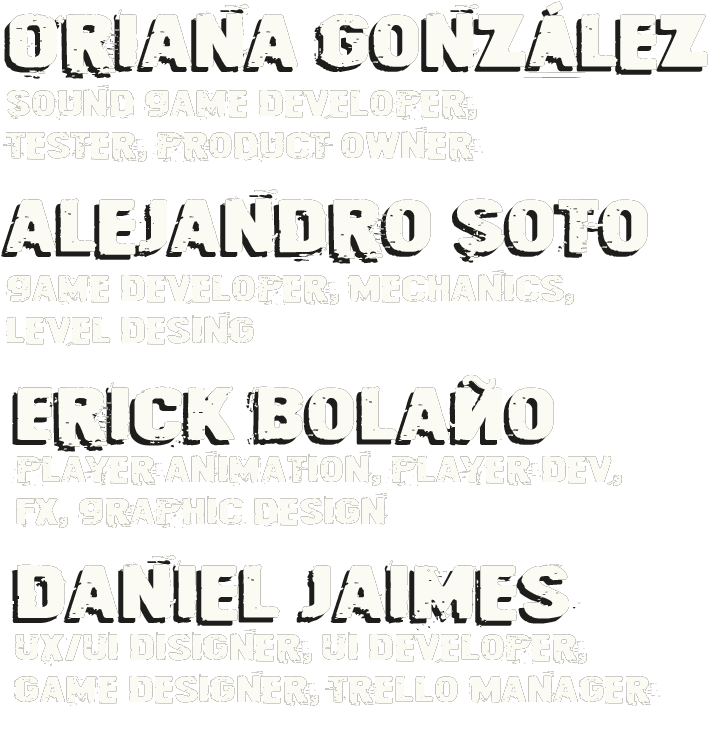 ORIANA GONZÁLEZ
SOUND GAME DEVELOPER,
TESTER, PRODUCT OWNER
ALEJANDRO SOTO
GAME DEVELOPER, MECHANICS,
LEVEL DESING
ERICK BOLAÑO
PLAYER ANIMATION, PLAYER DEV,
FX, GRAPHIC DESIGN
DANIEL JAIMES
UX/UI DISIGNER, UI DEVELOPER,
GAME DESIGNER, TRELLO MANAGER